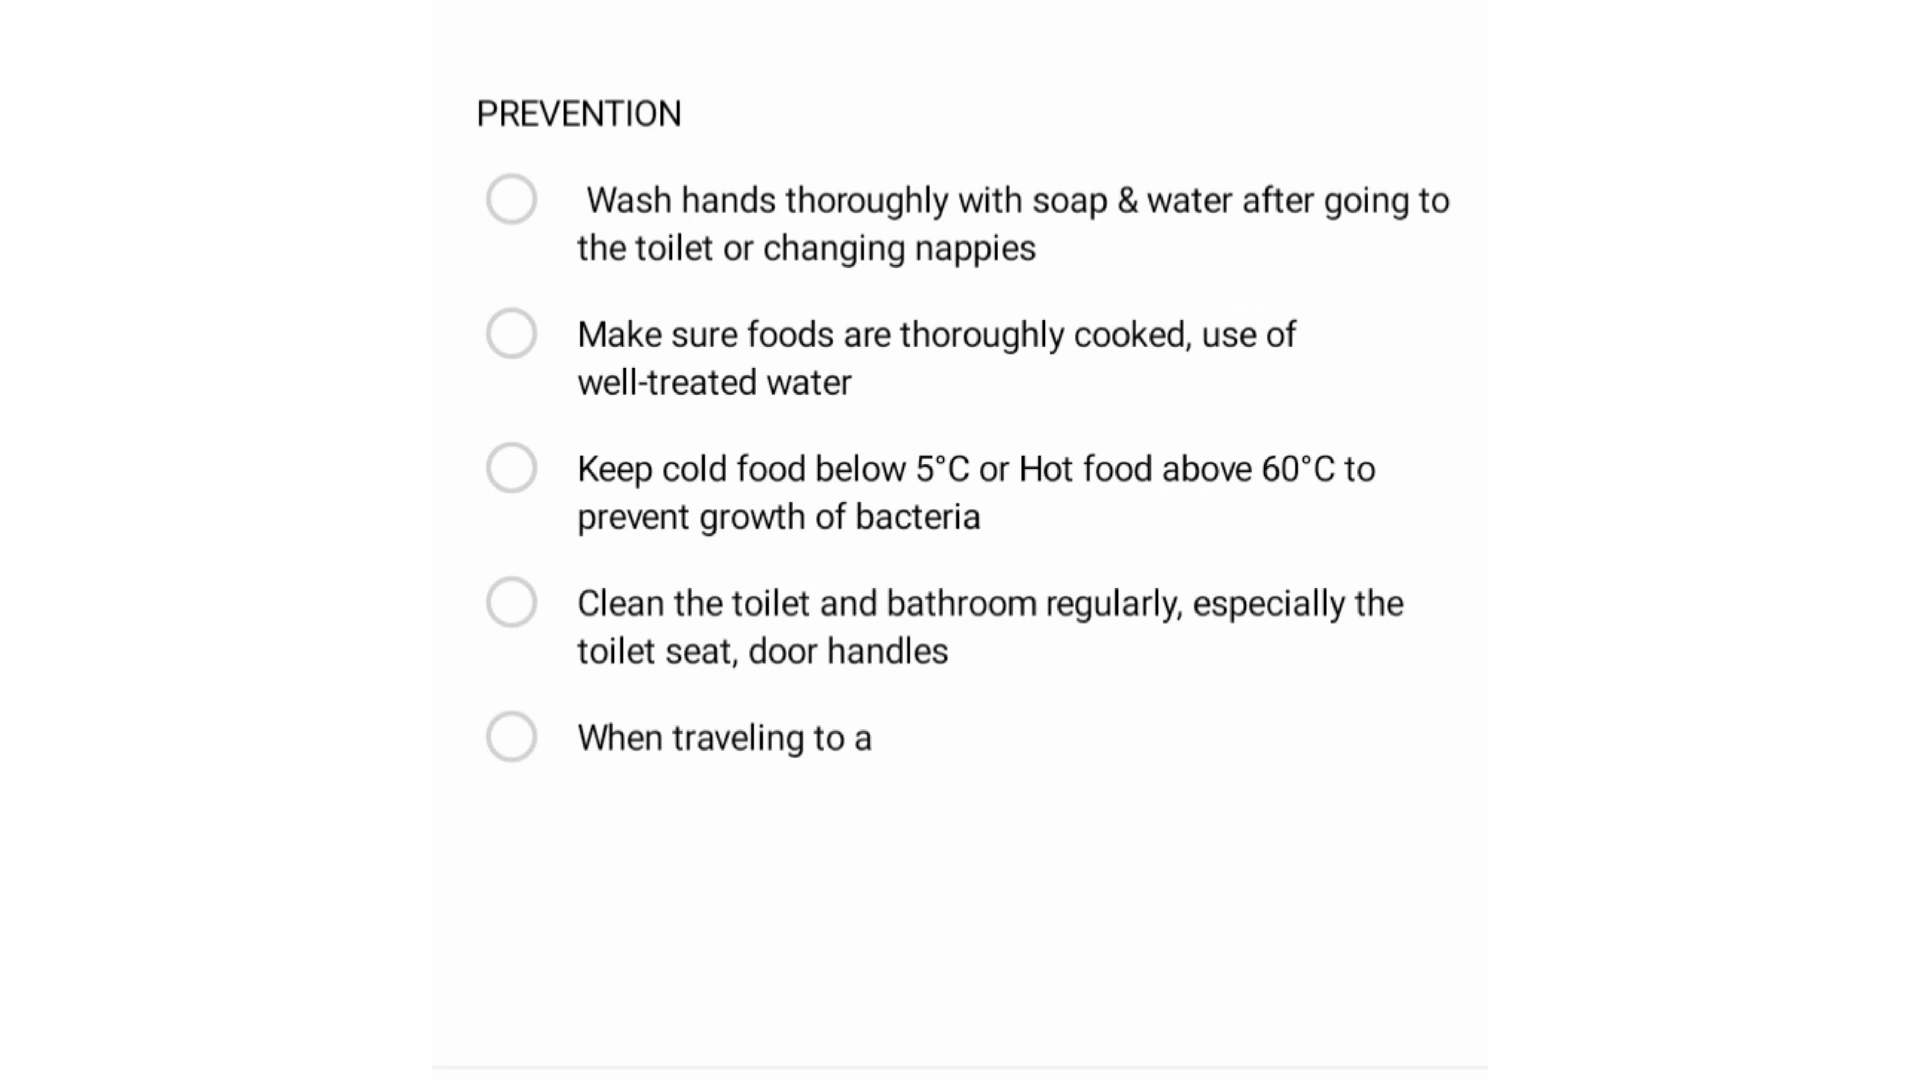 PREVENTION
Wash hands thoroughly with soap & water after going to
the toilet or changing nappies
Make sure foods are thoroughly cooked, use of
well-treated water
Keep cold food below 5°C or Hot food above 60°C to
prevent growth of bacteria
Clean the toilet and bathroom regularly, especially the
toilet seat, door handles
When traveling to a